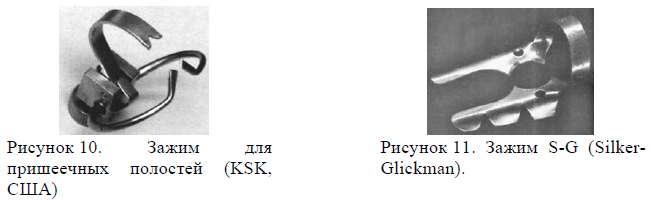 Рисунок 10. Зажим для
пришеечных полостей (KSK,
США)
Рисунок 11. Зажим S-G (Silker-
Glickman).